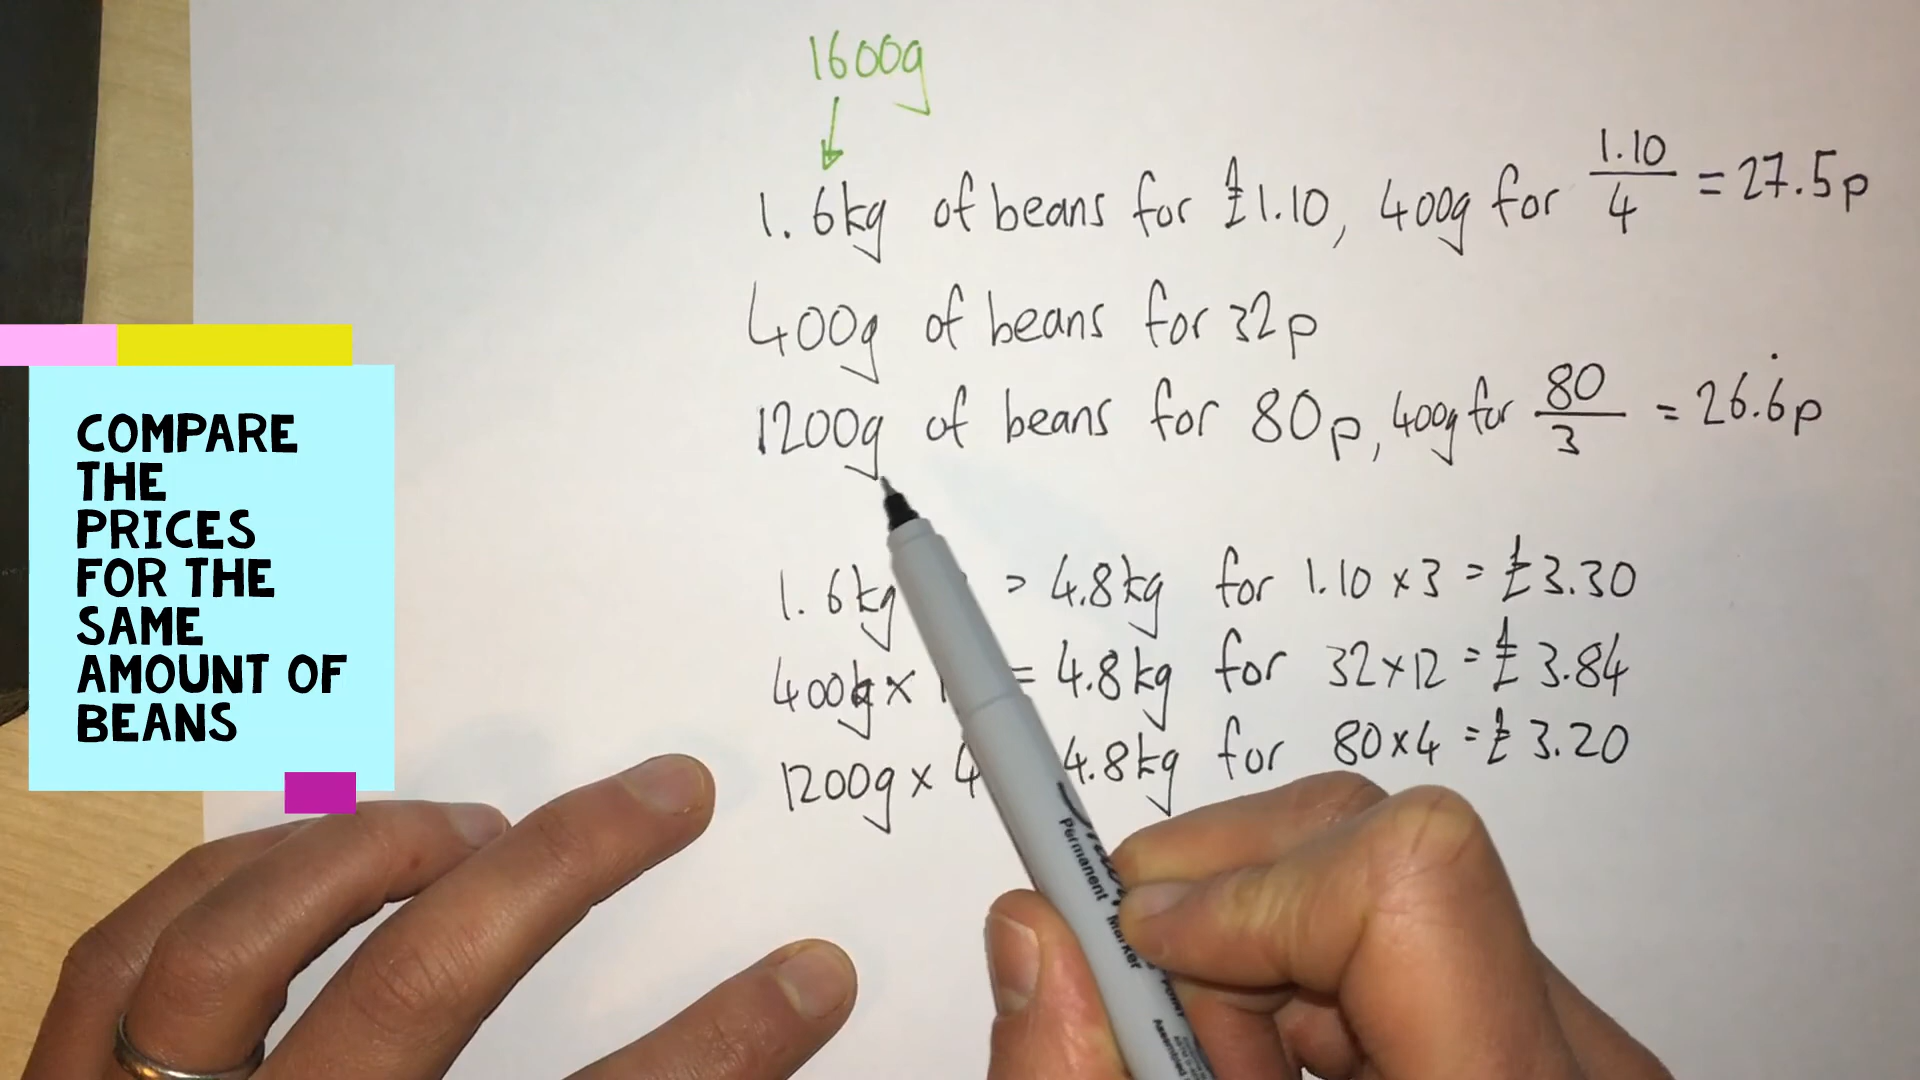 1600g
1.6kg of beans for £1.10, 400g for 1.10/4 = 27.5p
400g of beans for 32p
1200g of beans for 80p, 400g for 80/3 = 26.6̇p
1.6kg = 4.8kg for 1.10 x 3 = £3.30
400g x 1 = 4.8kg for 32 x 12 = £3.84
1200g x 4 4.8kg for 80 x 4 = £3.20
COMPARE
THE
PRICES
FOR THE
SAME
AMOUNT OF
BEANS
Permanent Marker